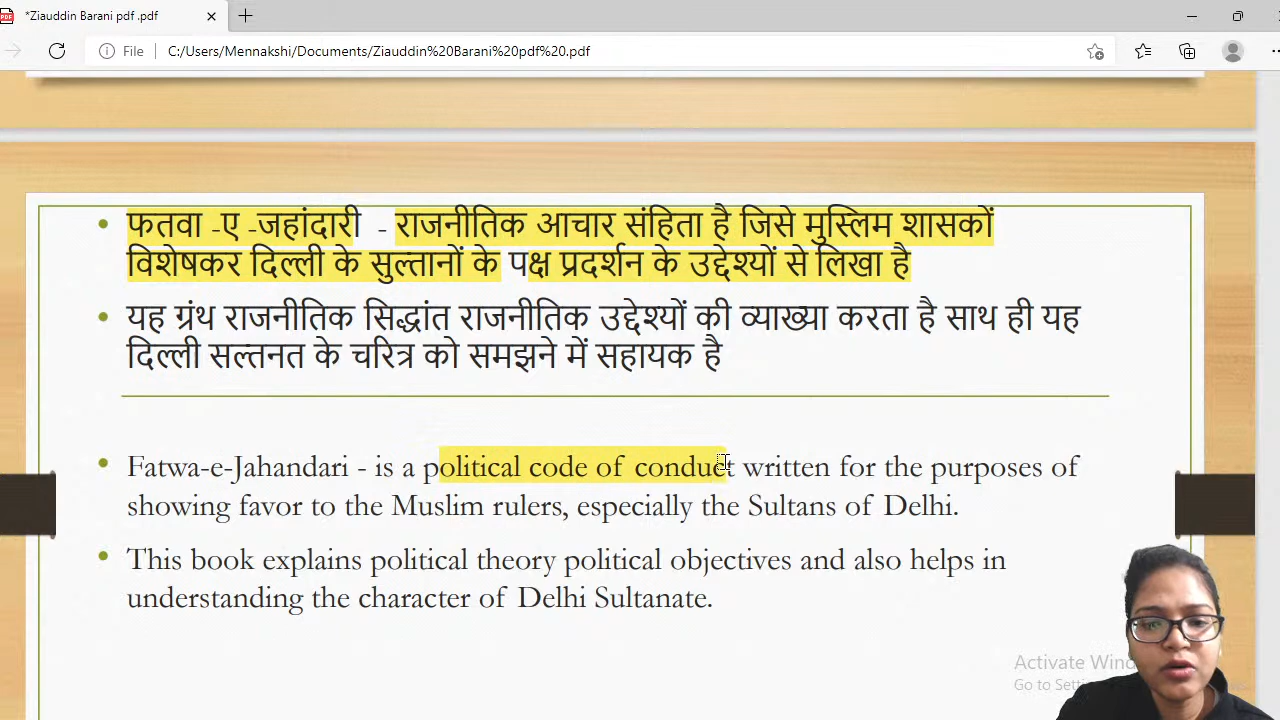 *Ziauddin Barani pdf .pdf
File C:/Users/Mennakshi/Documents/Ziauddin%20Barani%20pdf%20.pdf
• फतवा -ए -जहांदारी - राजनीतिक आचार संहिता है जिसे मुस्लिम शासकों
विशेषकर दिल्ली के सुल्तानों के पक्ष प्रदर्शन के उद्देश्यों से लिखा है
• यह ग्रंथ राजनीतिक सिद्धांत राजनीतिक उद्देश्यों की व्याख्या करता है साथ ही यह
दिल्ली सल्तनत के चरित्र को समझने में सहायक है
• Fatwa-e-Jahandari - is a political code of conduct written for the purposes of
showing favor to the Muslim rulers, especially the Sultans of Delhi.
• This book explains political theory political objectives and also helps in
understanding the character of Delhi Sultanate.
Activate Wind
Go to Setti